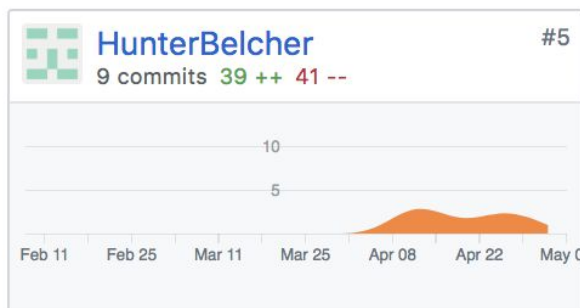 HunterBelcher #5
9 commits 39 ++ 41 --
10
5
Feb 11 Feb 25 Mar 11 Mar 25 Apr 08 Apr 22 May